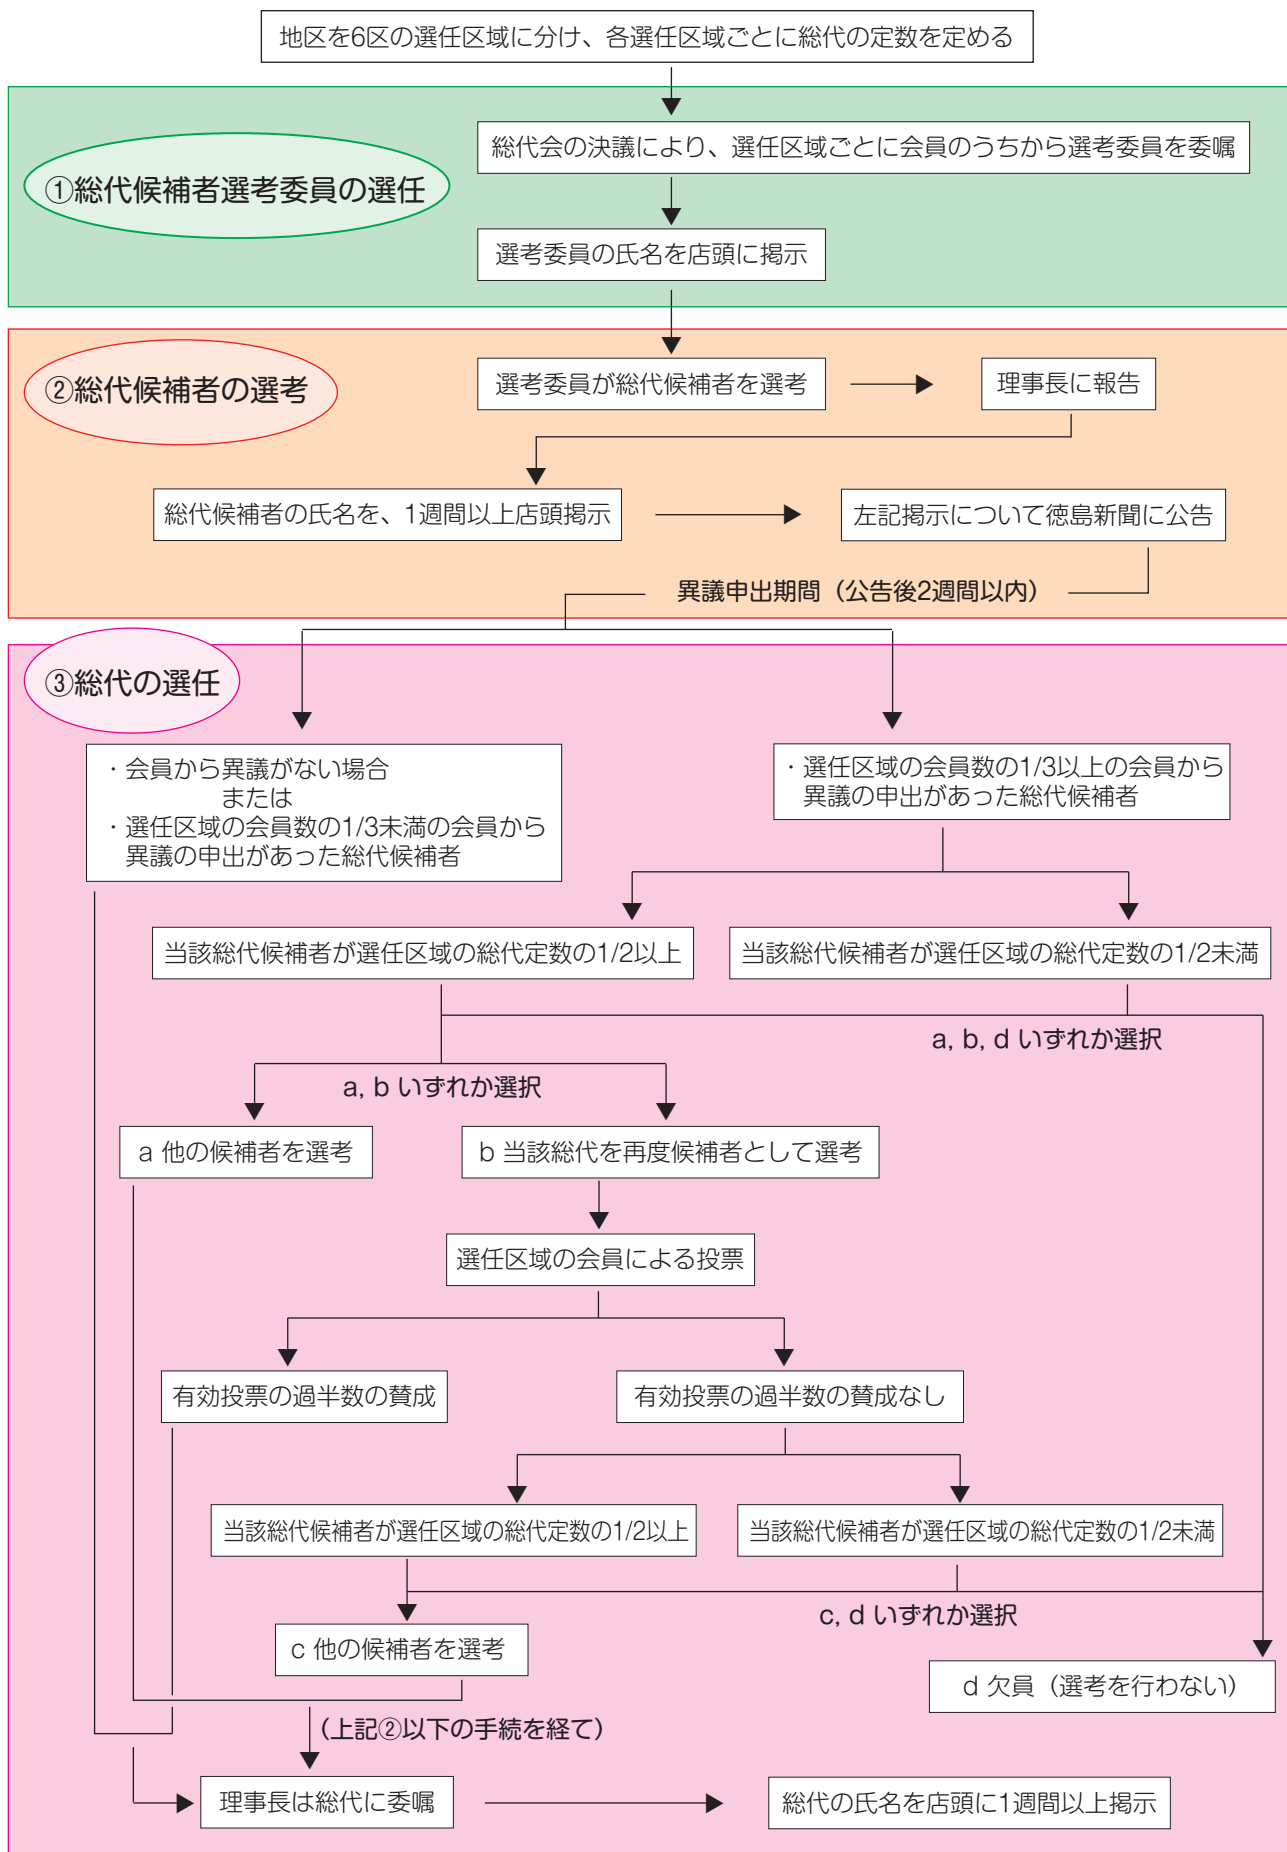 地区を6区の選任区域に分け、各選任区域ごとに総代の定数を定める
①総代候補者選考委員の選任
総代会の決議により、選任区域ごとに会員のうちから選考委員を委嘱
選考委員の氏名を店頭に掲示
②総代候補者の選考
選考委員が総代候補者を選考
理事長に報告
総代候補者の氏名を、1週間以上店頭掲示
左記掲示について徳島新聞に公告
異議申出期間（公告後2週間以内）
③総代の選任
・会員から異議がない場合
または
・選任区域の会員数の1/3未満の会員から
異議の申出があった総代候補者
・選任区域の会員数の1/3以上の会員から
異議の申出があった総代候補者
当該総代候補者が選任区域の総代定数の1/2以上
当該総代候補者が選任区域の総代定数の1/2未満
a, b, d いずれか選択
a, b いずれか選択
a 他の候補者を選考
b 当該総代を再度候補者として選考
選任区域の会員による投票
有効投票の過半数の賛成
有効投票の過半数の賛成なし
当該総代候補者が選任区域の総代定数の1/2以上
当該総代候補者が選任区域の総代定数の1/2未満
c, d いずれか選択
c 他の候補者を選考
d 欠員（選考を行わない）
（上記②以下の手続を経て）
理事長は総代に委嘱
総代の氏名を店頭に1週間以上掲示